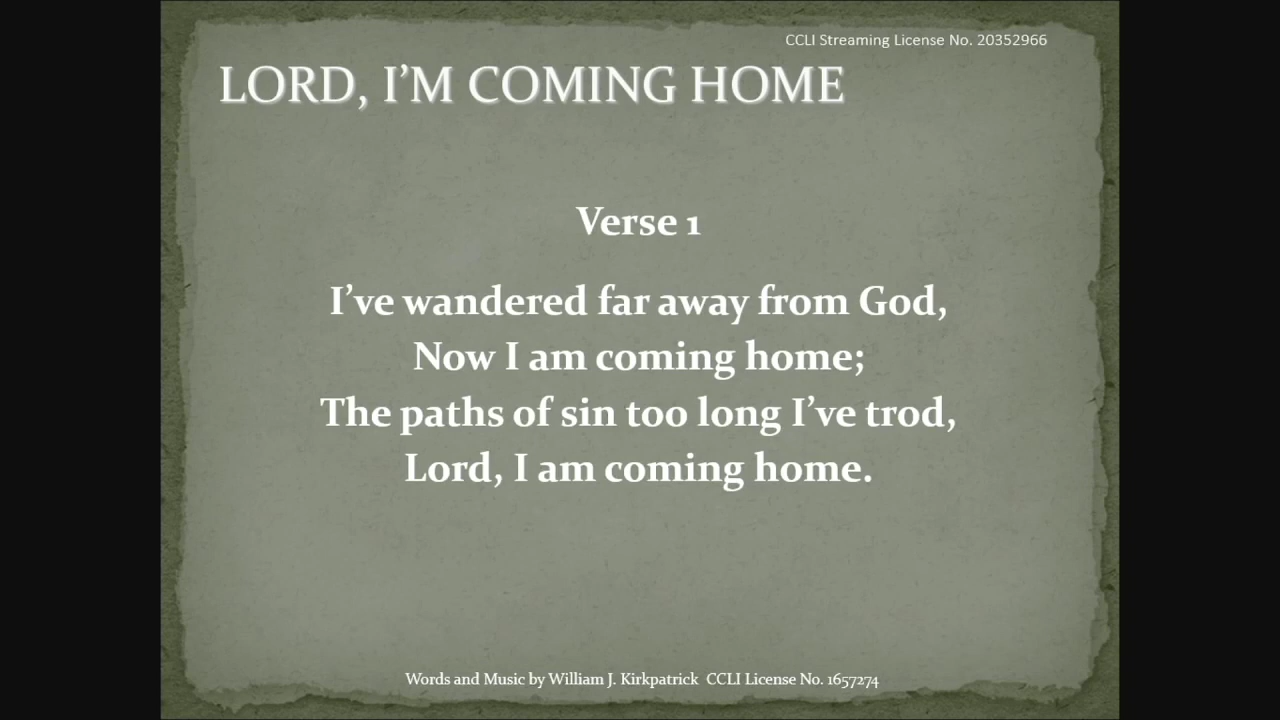 CCLI Streaming License No. 20352966
LORD, I’M COMING HOME
Verse 1
I’ve wandered far away from God,
Now I am coming home;
The paths of sin too long I’ve trod,
Lord, I am coming home.
Words and Music by William J. Kirkpatrick  CCLI License No. 1657274